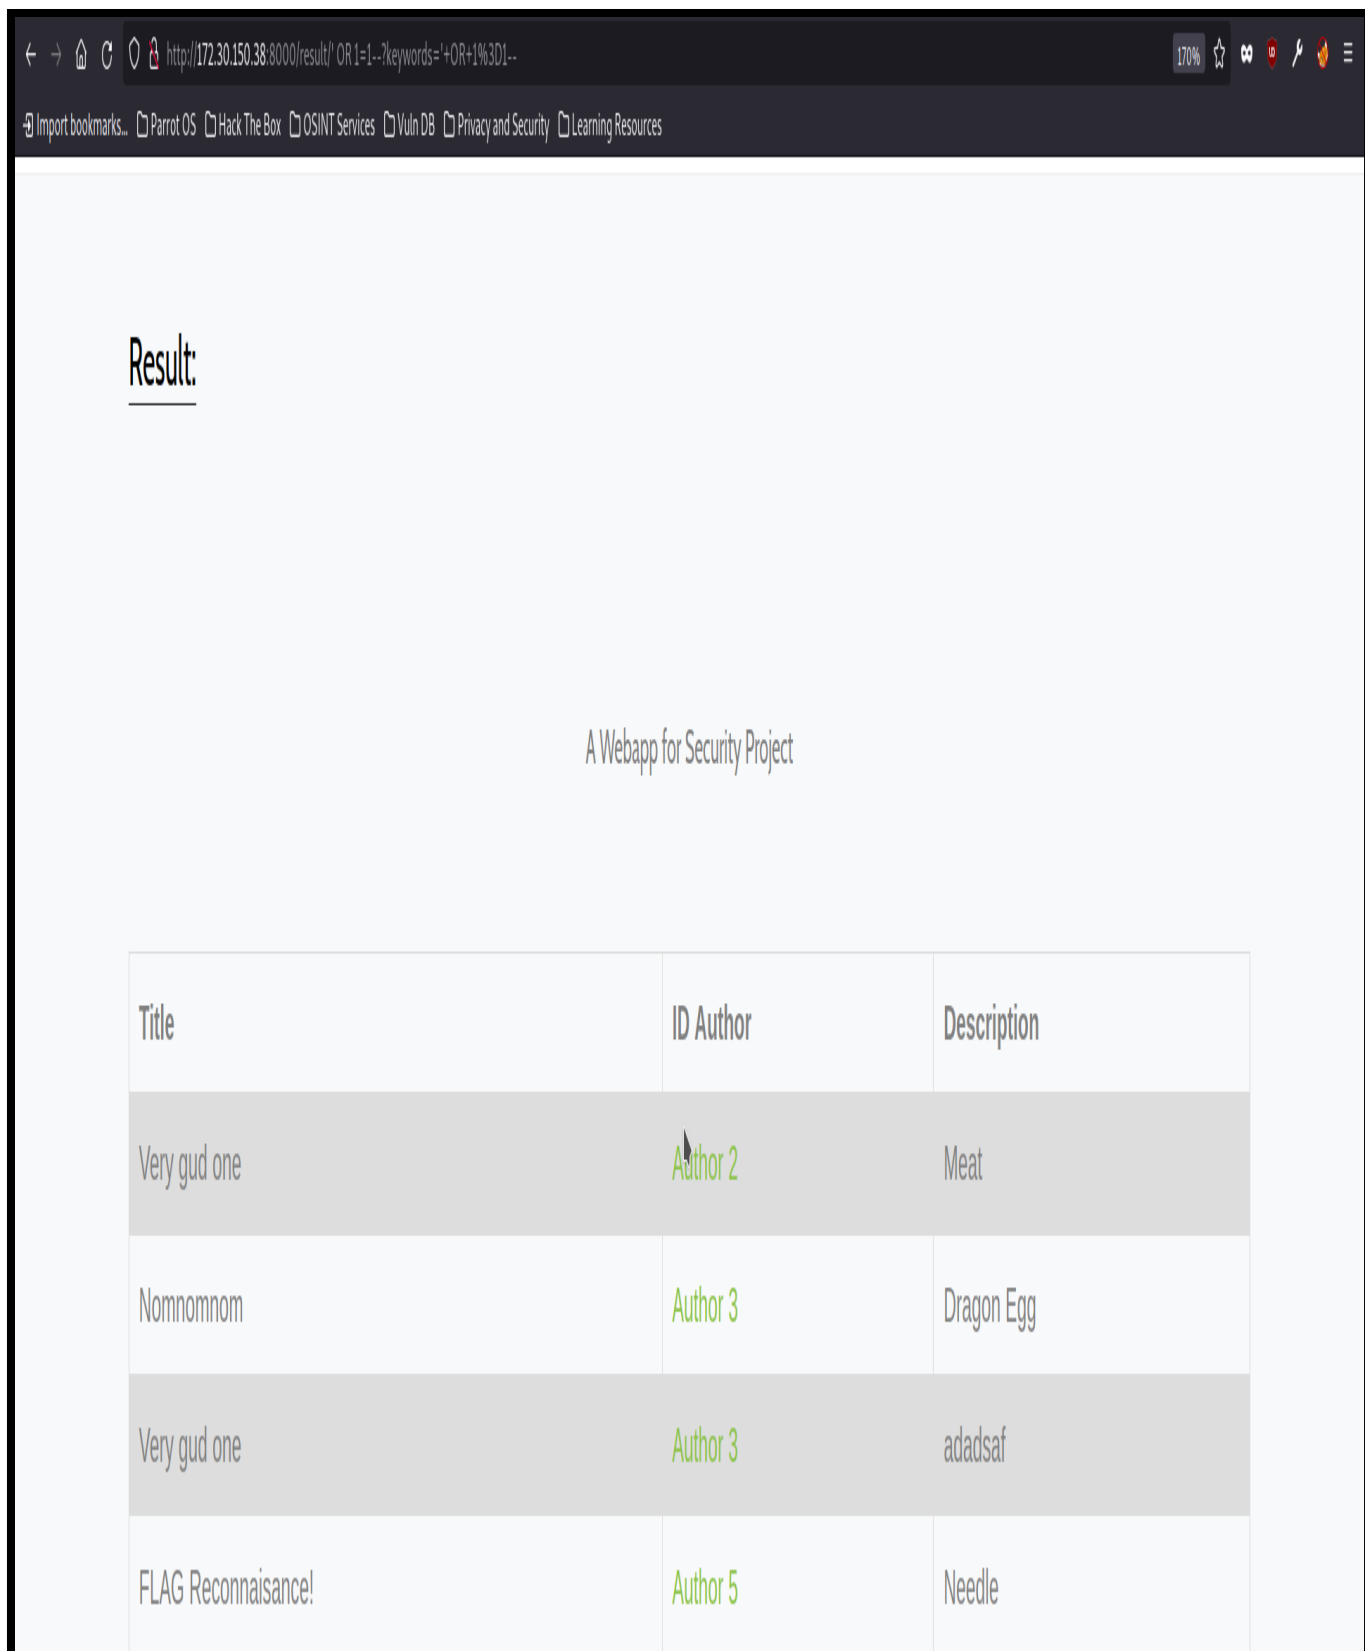 http://172.30.150.38:8000/result/' OR 1=1--?keywords='+OR+1%3D1--
170%
Import bookmarks... Parrot OS Hack The Box OSINT Services Vuln DB Privacy and Security Learning Resources
Result:
A Webapp for Security Project
Title ID Author Description
Very gud one Author 2 Meat
Nomnomnom Author 3 Dragon Egg
Very gud one Author 3 adadsaf
FLAG Reconnaisance! Author 5 Needle